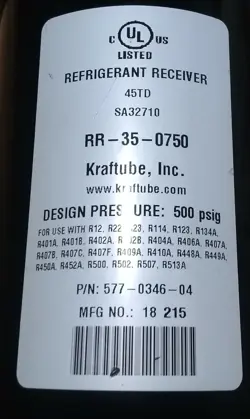 C UL US
LISTED
REFRIGERANT RECEIVER
45TD
SA32710
RR-35-0750
Kraftube, Inc.
www.kraftube.com
DESIGN PRESSURE: 500 psig
FOR USE WITH R12, R22, R23, R114, R123, R134A,
R401A, R401B, R402A, R402B, R404A, R406A, R407A,
R407B, R407C, R407F, R409A, R410A, R448A, R449A,
R450A, R452A, R500, R502, R507, R513A
P/N: 577-0346-04
MFG NO.: 18 215